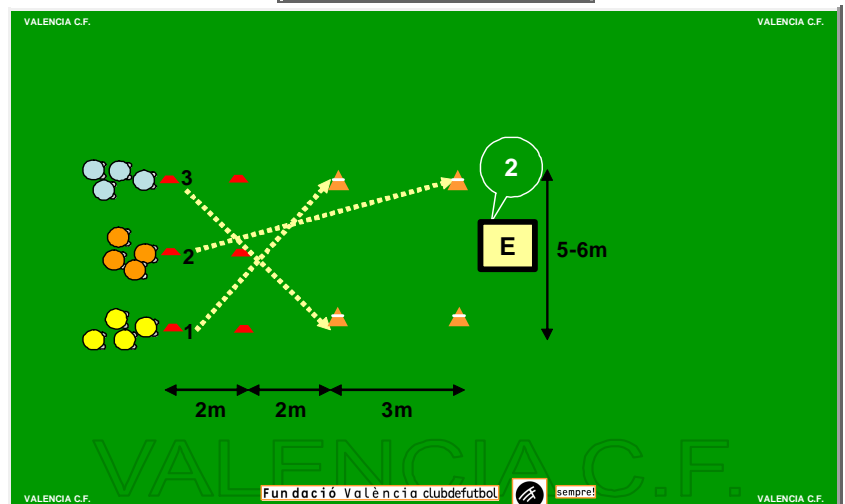 VALENCIA C.F. VALENCIA C.F.
2
3
2
E
5-6m
1
2m 2m 3m
VALENCIA C.F.
VALENCIA C.F. Fundació València clubdefutbol sempre! VALENCIA C.F.